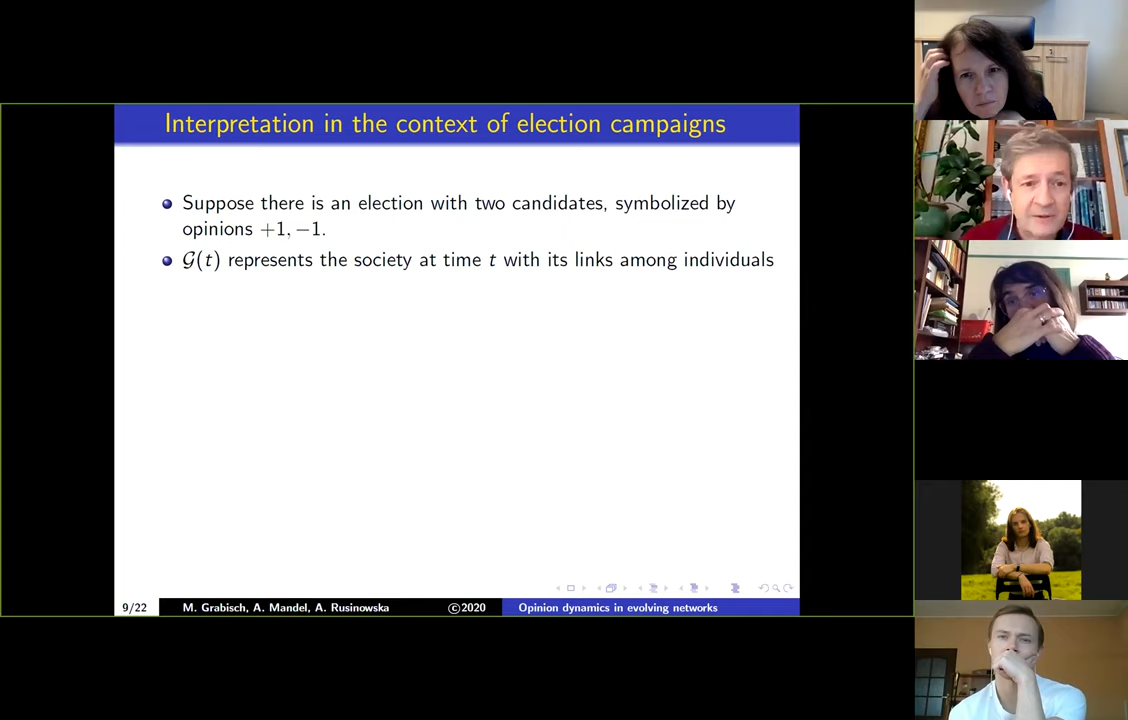 Interpretation in the context of election campaigns
Suppose there is an election with two candidates, symbolized by
opinions +1, −1.
𝒢(t) represents the society at time t with its links among individuals
9/22 M. Grabisch, A. Mandel, A. Rusinowska ©2020 Opinion dynamics in evolving networks